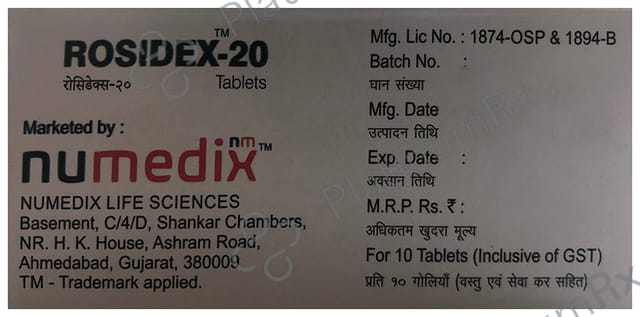 ROSIDEX-20™
रोसिडेक्स-२० Tablets
Marketed by :
numedix nm™
NUMEDIX LIFE SCIENCES
Basement, C/4/D, Shankar Chambers,
NR. H. K. House, Ashram Road,
Ahmedabad, Gujarat, 380009
TM - Trademark applied.
Mfg. Lic No. : 1874-OSP & 1894-B
Batch No. :
घान संख्या
Mfg. Date
उत्पादन तिथि
Exp. Date :
अवसान तिथि
M.R.P. Rs. ₹ :
अधिकतम खुदरा मूल्य
For 10 Tablets (Inclusive of GST)
प्रति १० गोलियाँ (वस्तु एवं सेवा कर सहित)